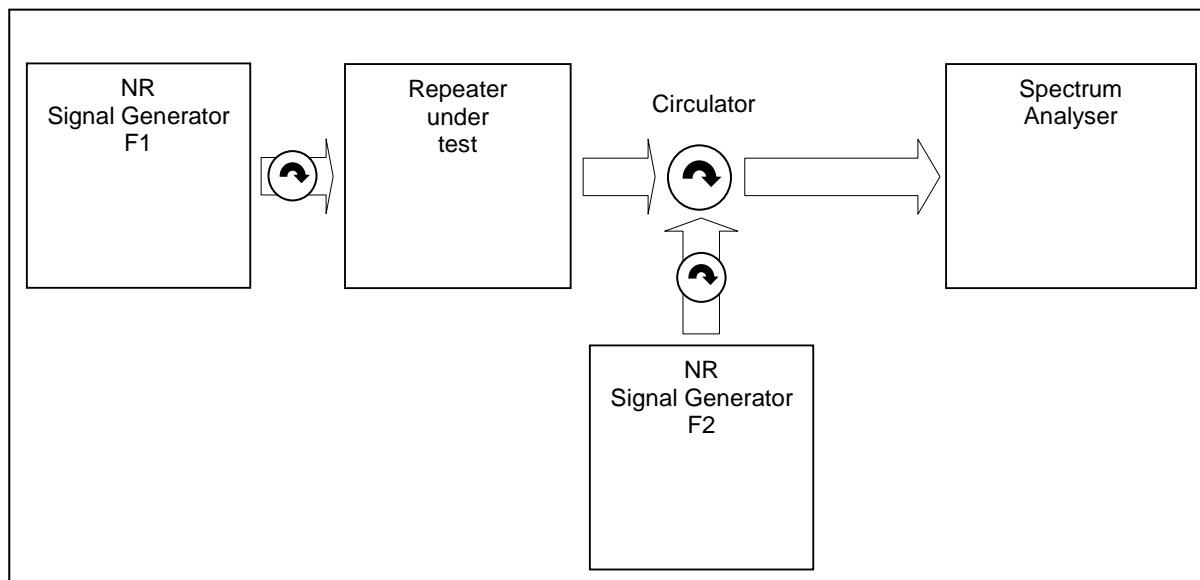 NR
Signal Generator
F1
Repeater
under
test
Circulator
Spectrum
Analyser
NR
Signal Generator
F2